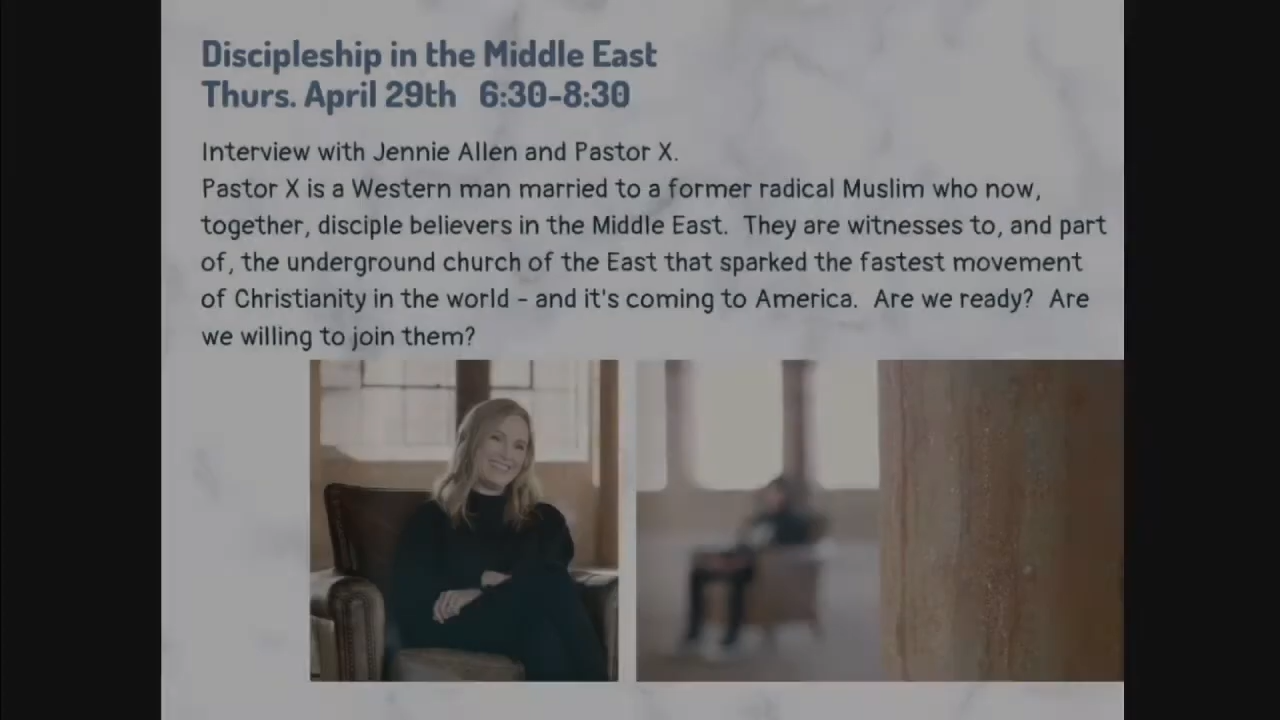 Discipleship in the Middle East
Thurs. April 29th 6:30-8:30
Interview with Jennie Allen and Pastor X.
Pastor X is a Western man married to a former radical Muslim who now,
together, disciple believers in the Middle East. They are witnesses to, and part
of, the underground church of the East that sparked the fastest movement
of Christianity in the world - and it's coming to America. Are we ready? Are
we willing to join them?